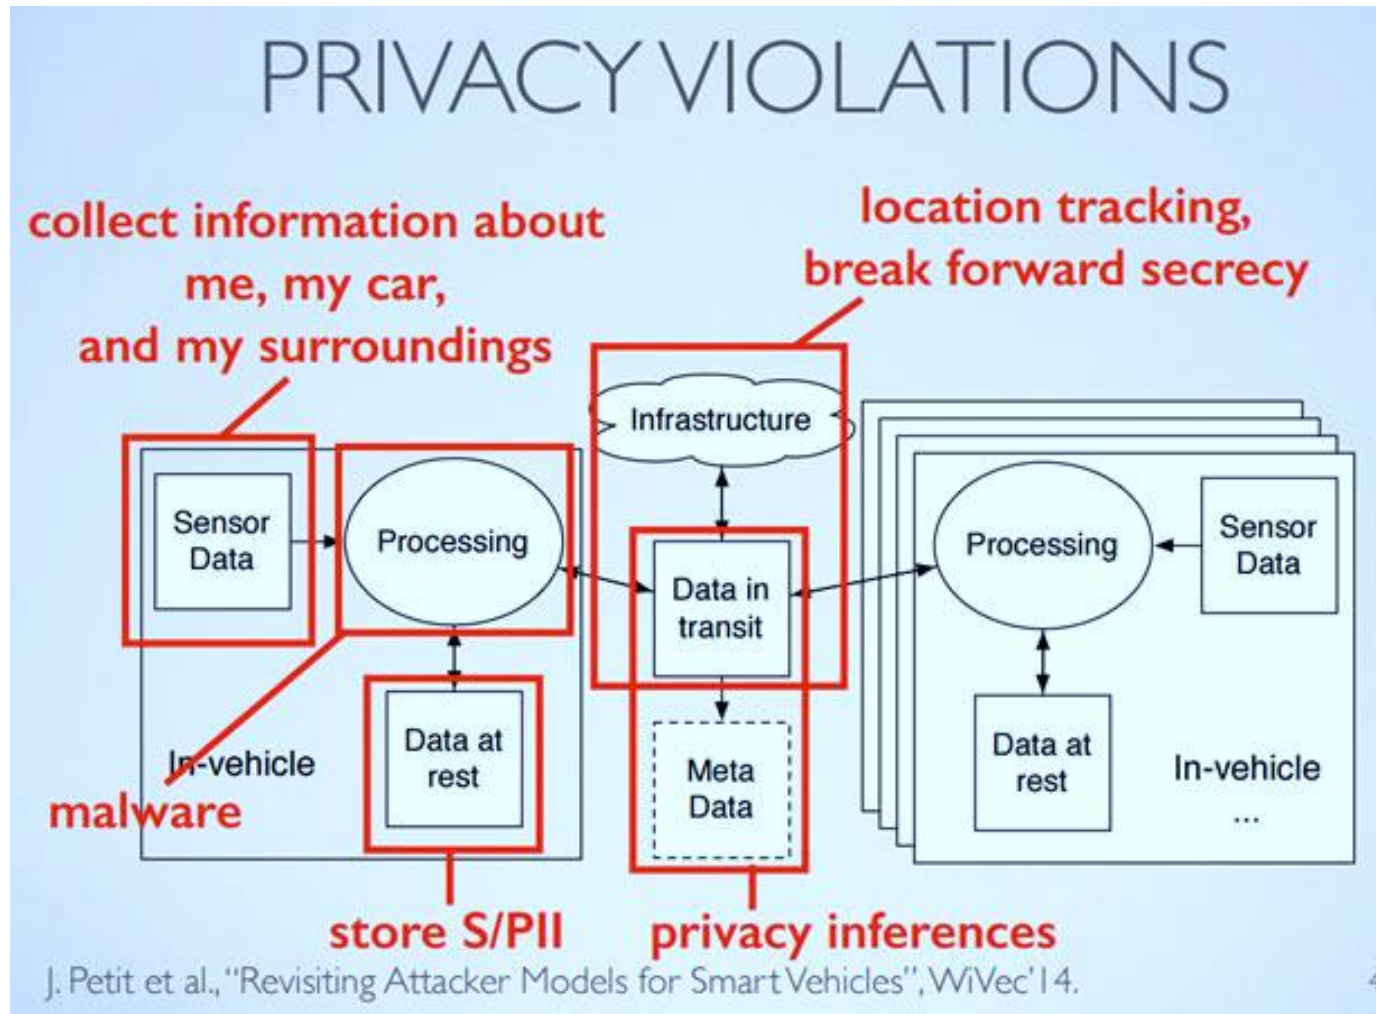 PRIVACY VIOLATIONS
collect information about
me, my car,
and my surroundings
location tracking,
break forward secrecy
Infrastructure
Sensor
Data
Processing
Data in
transit
Processing
Sensor
Data
In-vehicle
Data at
rest
Meta
Data
Data at
rest
In-vehicle
...
malware
store S/PII
privacy inferences
J. Petit et al., “Revisiting Attacker Models for Smart Vehicles”, WiVec’14.
4